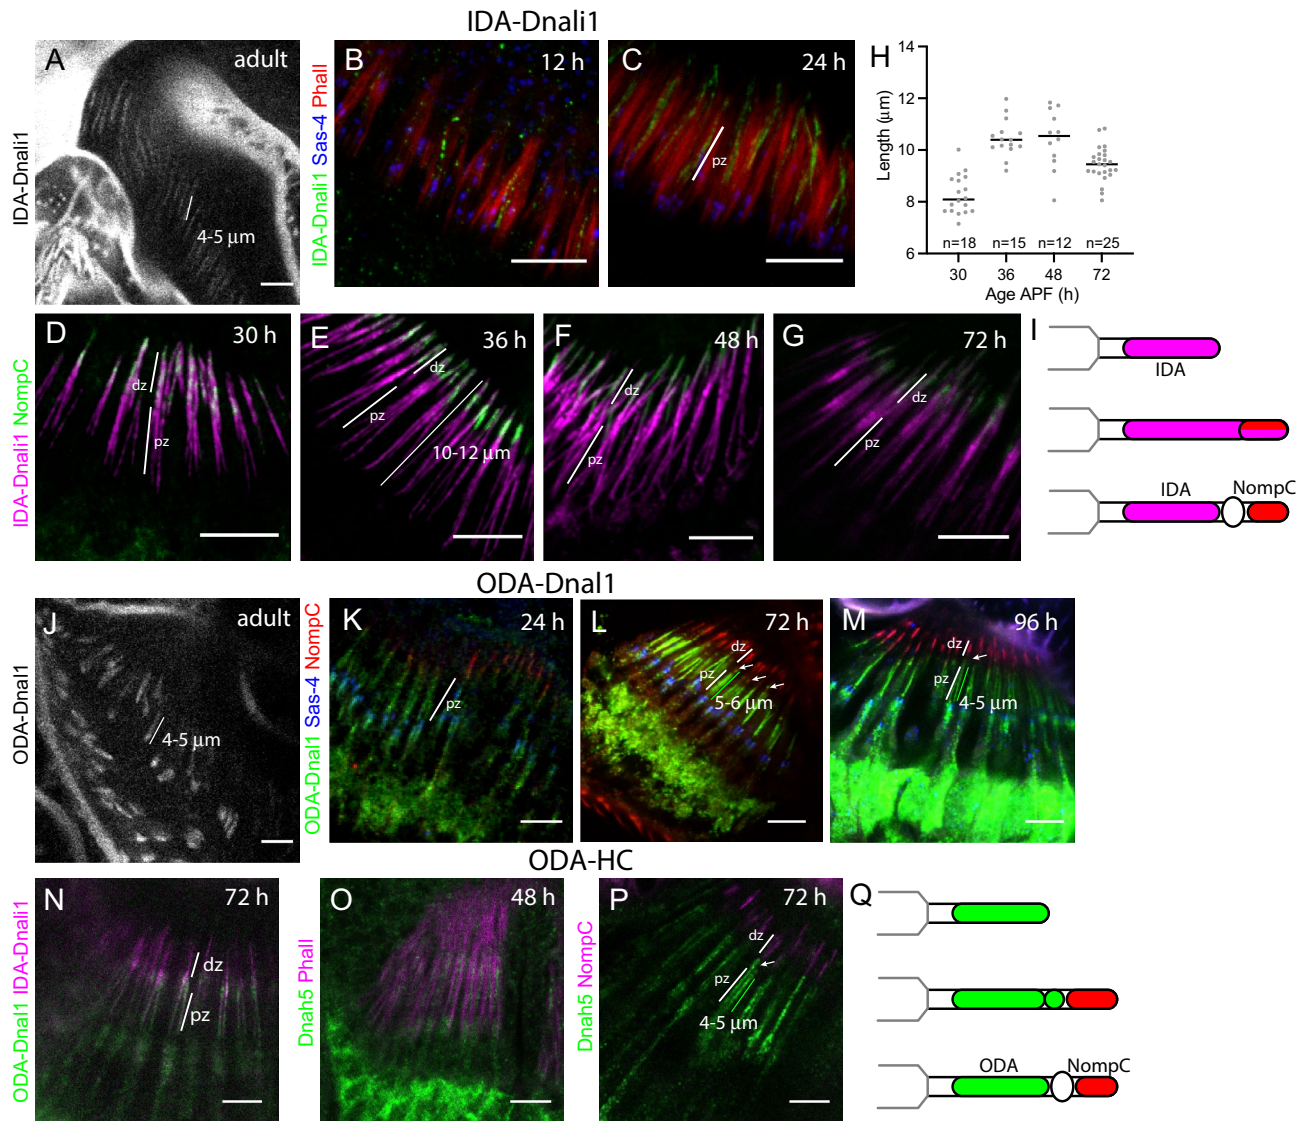 IDA-Dnali1
A
adult
IDA-Dnali1
4-5 μm
IDA-Dnali1 Sas-4 Phall
B
12 h
C
24 h
pz
H
14
12
10
8
6
Length (μm)
n=18 n=15 n=12 n=25
30 36 48 72
Age APF (h)
IDA-Dnali1 NompC
D
30 h
dz
pz
E
36 h
dz
pz
10-12 μm
F
48 h
dz
pz
G
72 h
dz
pz
I
IDA
IDA NompC
ODA-Dnal1
J
adult
ODA-Dnal1
4-5 μm
ODA-Dnal1 Sas-4 NompC
K
24 h
pz
L
72 h
dz
pz
5-6 μm
M
96 h
dz
pz
4-5 μm
ODA-HC
ODA-Dnal1 IDA-Dnali1
N
72 h
dz
pz
Dnah5 Phall
O
48 h
Dnah5 NompC
P
72 h
dz
pz
4-5 μm
Q
ODA NompC